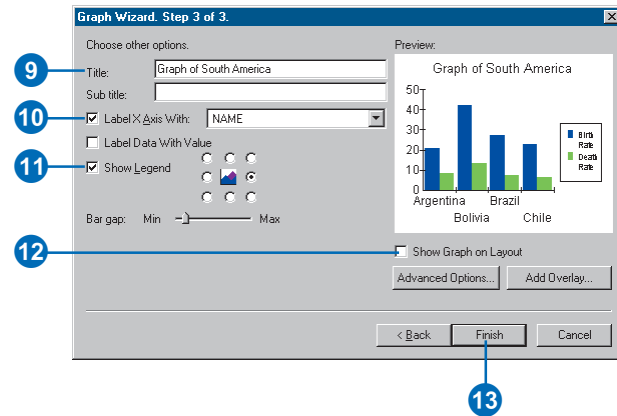 Graph Wizard. Step 3 of 3.
Choose other options.
9
Title:
Graph of South America
Sub title:
10
Label X Axis With:
NAME
Label Data With Value
11
Show Legend
Bar gap:
Min
Max
Preview:
Graph of South America
50
40
30
20
10
0
Argentina
Bolivia
Brazil
Chile
Birth
Rate
Death
Rate
12
Show Graph on Layout
Advanced Options...
Add Overlay...
< Back
Finish
Cancel
13